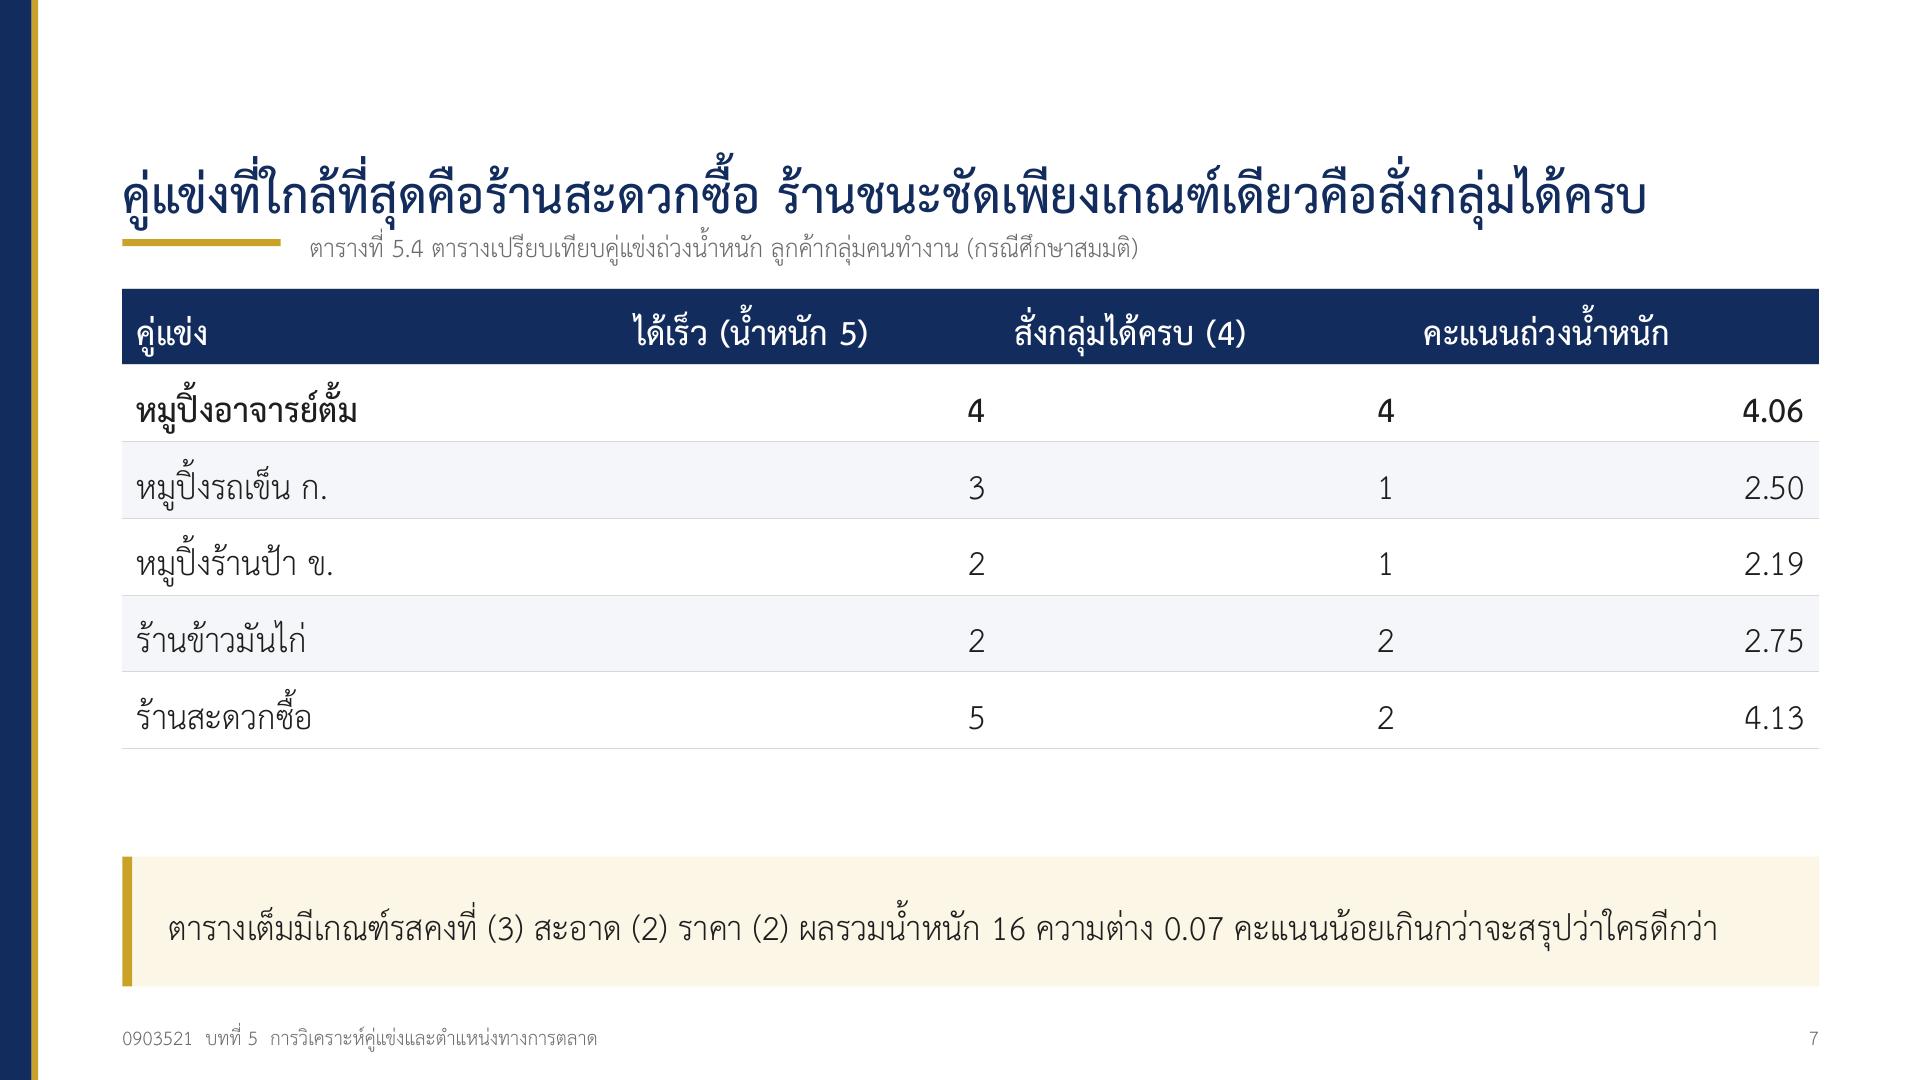 คู่แข่งที่ใกล้ที่สุดคือร้านสะดวกซื้อ ร้านชนะชัดเพียงเกณฑ์เดียวคือสั่งกลุ่มได้ครบ
ตารางที่ 5.4 ตารางเปรียบเทียบคู่แข่งถ่วงน้ำหนัก ลูกค้ากลุ่มคนทำงาน (กรณีศึกษาสมมติ)
คู่แข่ง ได้เร็ว (น้ำหนัก 5) สั่งกลุ่มได้ครบ (4) คะแนนถ่วงน้ำหนัก
หมูปิ้งอาจารย์ตั้ม 4 4 4.06
หมูปิ้งรถเข็น ก. 3 1 2.50
หมูปิ้งร้านป้า ข. 2 1 2.19
ร้านข้าวมันไก่ 2 2 2.75
ร้านสะดวกซื้อ 5 2 4.13
ตารางเต็มมีเกณฑ์รสคงที่ (3) สะอาด (2) ราคา (2) ผลรวมน้ำหนัก 16 ความต่าง 0.07 คะแนนน้อยเกินกว่าจะสรุปว่าใครดีกว่า
0903521 บทที่ 5 การวิเคราะห์คู่แข่งและตำแหน่งทางการตลาด 7